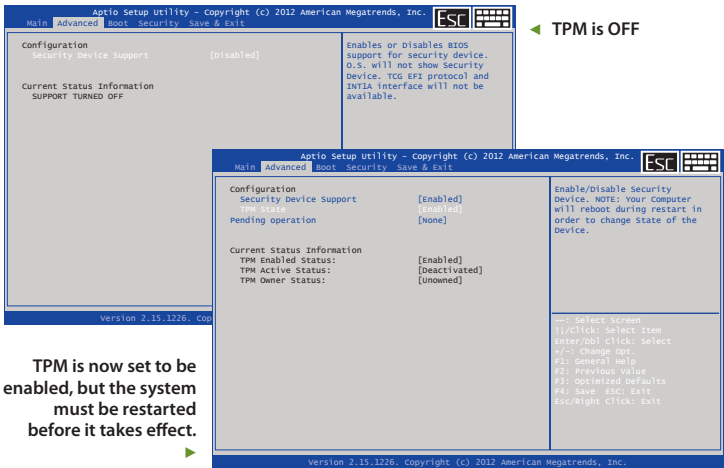 Aptio Setup Utility - Copyright (c) 2012 American Megatrends, Inc.
Esc
Main Advanced Boot Security Save & Exit
TPM is OFF
Configuration
Security Device Support [Disabled]
Current Status Information
SUPPORT TURNED OFF
Enables or Disables BIOS
support for security device.
O.S. will not show Security
Device. TCG EFI protocol and
INT1A interface will not be
available.
Version 2.15.1226. Cop
Aptio Setup Utility - Copyright (c) 2012 American Megatrends, Inc.
Esc
Main Advanced Boot Security Save & Exit
Configuration
Security Device Support [Enabled]
TPM State [Enabled]
Pending operation [None]
Current Status Information
TPM Enabled Status: [Enabled]
TPM Active Status: [Deactivated]
TPM Owner Status: [Unowned]
Enable/Disable Security
Device. NOTE: Your Computer
will reboot during restart in
order to change State of the
Device.
: Select Screen
/Click: Select Item
Enter/Dbl Click: Select
+/-: Change Opt.
F1: General Help
F2: Previous Value
F3: Optimized Defaults
F4: Save ESC: Exit
Esc/Right Click: Exit
Version 2.15.1226. Copyright (c) 2012 American Megatrends, Inc.
TPM is now set to be
enabled, but the system
must be restarted
before it takes effect.